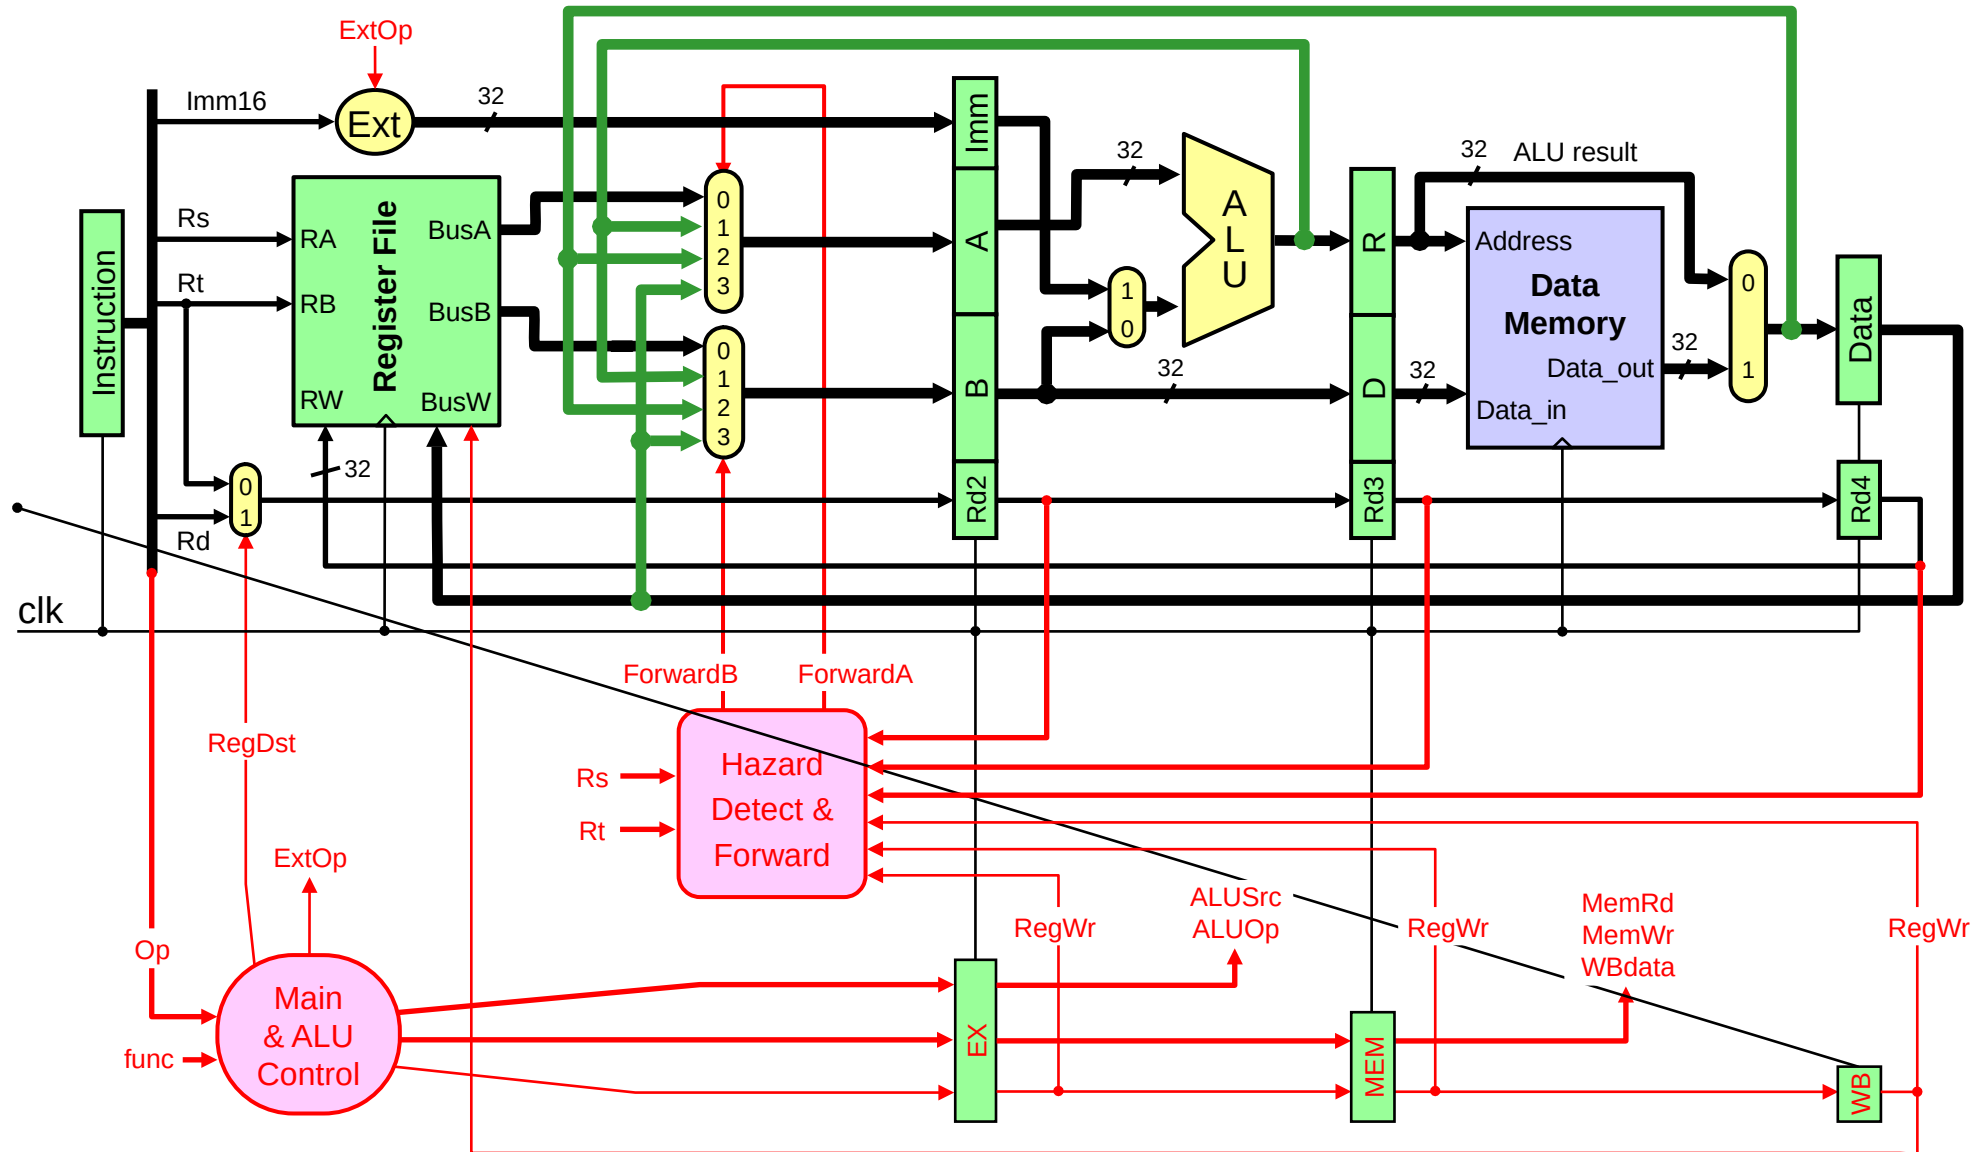 ExtOp
Imm16
Ext
32
Imm
32
ALU result
32
Instruction
Rs
Rt
RA
RB
RW
Register File
BusA
BusB
BusW
0
1
2
3
0
1
2
3
A
B
1
0
A
L
U
32
R
D
32
Address
Data
Memory
Data_out
Data_in
32
0
1
Data
32
0
1
Rd
Rd2
Rd3
Rd4
clk
ForwardB
ForwardA
RegDst
Rs
Rt
Hazard
Detect &
Forward
ExtOp
Op
func
Main
& ALU
Control
RegWr
ALUSrc
ALUOp
RegWr
MemRd
MemWr
WBdata
RegWr
EX
MEM
WB